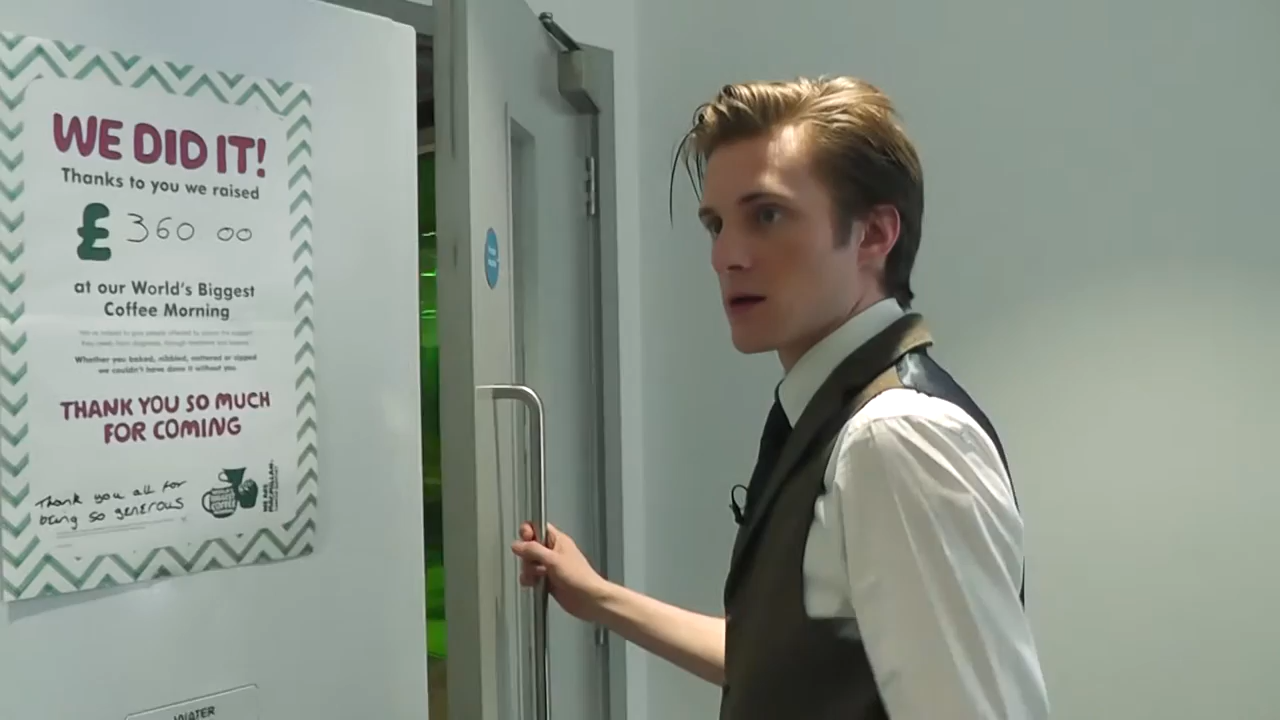 WE DID IT!
Thanks to you we raised
£ 360 00
at our World's Biggest
Coffee Morning
Whether you baked, nibbled, nattered or sipped
we couldn't have done it without you.
THANK YOU SO MUCH
FOR COMING
Thank you all for
being so generous
WATER